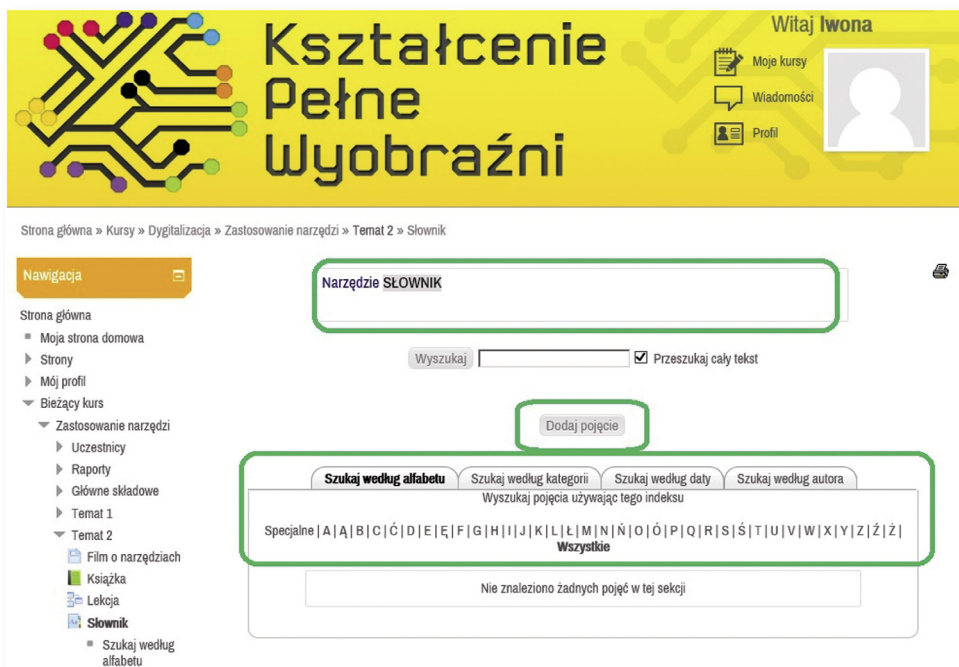 Kształcenie
Pełne
Wyobraźni
Witaj Iwona
Moje kursy
Wiadomości
Profil
Strona główna » Kursy » Dygitalizacja » Zastosowanie narzędzi » Temat 2 » Słownik
Nawigacja
Strona główna
Moja strona domowa
Strony
Mój profil
Bieżący kurs
Zastosowanie narzędzi
Uczestnicy
Raporty
Główne składowe
Temat 1
Temat 2
Film o narzędziach
Książka
Lekcja
Słownik
Szukaj według
alfabetu
Narzędzie SŁOWNIK
Wyszukaj
Przeszukaj cały tekst
Dodaj pojęcie
Szukaj według alfabetu Szukaj według kategorii Szukaj według daty Szukaj według autora
Wyszukaj pojęcia używając tego indeksu
Specjalne | A | Ą | B | C | Ć | D | E | Ę | F | G | H | I | J | K | L | Ł | M | N | Ń | O | Ó | P | Q | R | S | Ś | T | U | V | W | X | Y | Z | Ź | Ż |
Wszystkie
Nie znaleziono żadnych pojęć w tej sekcji